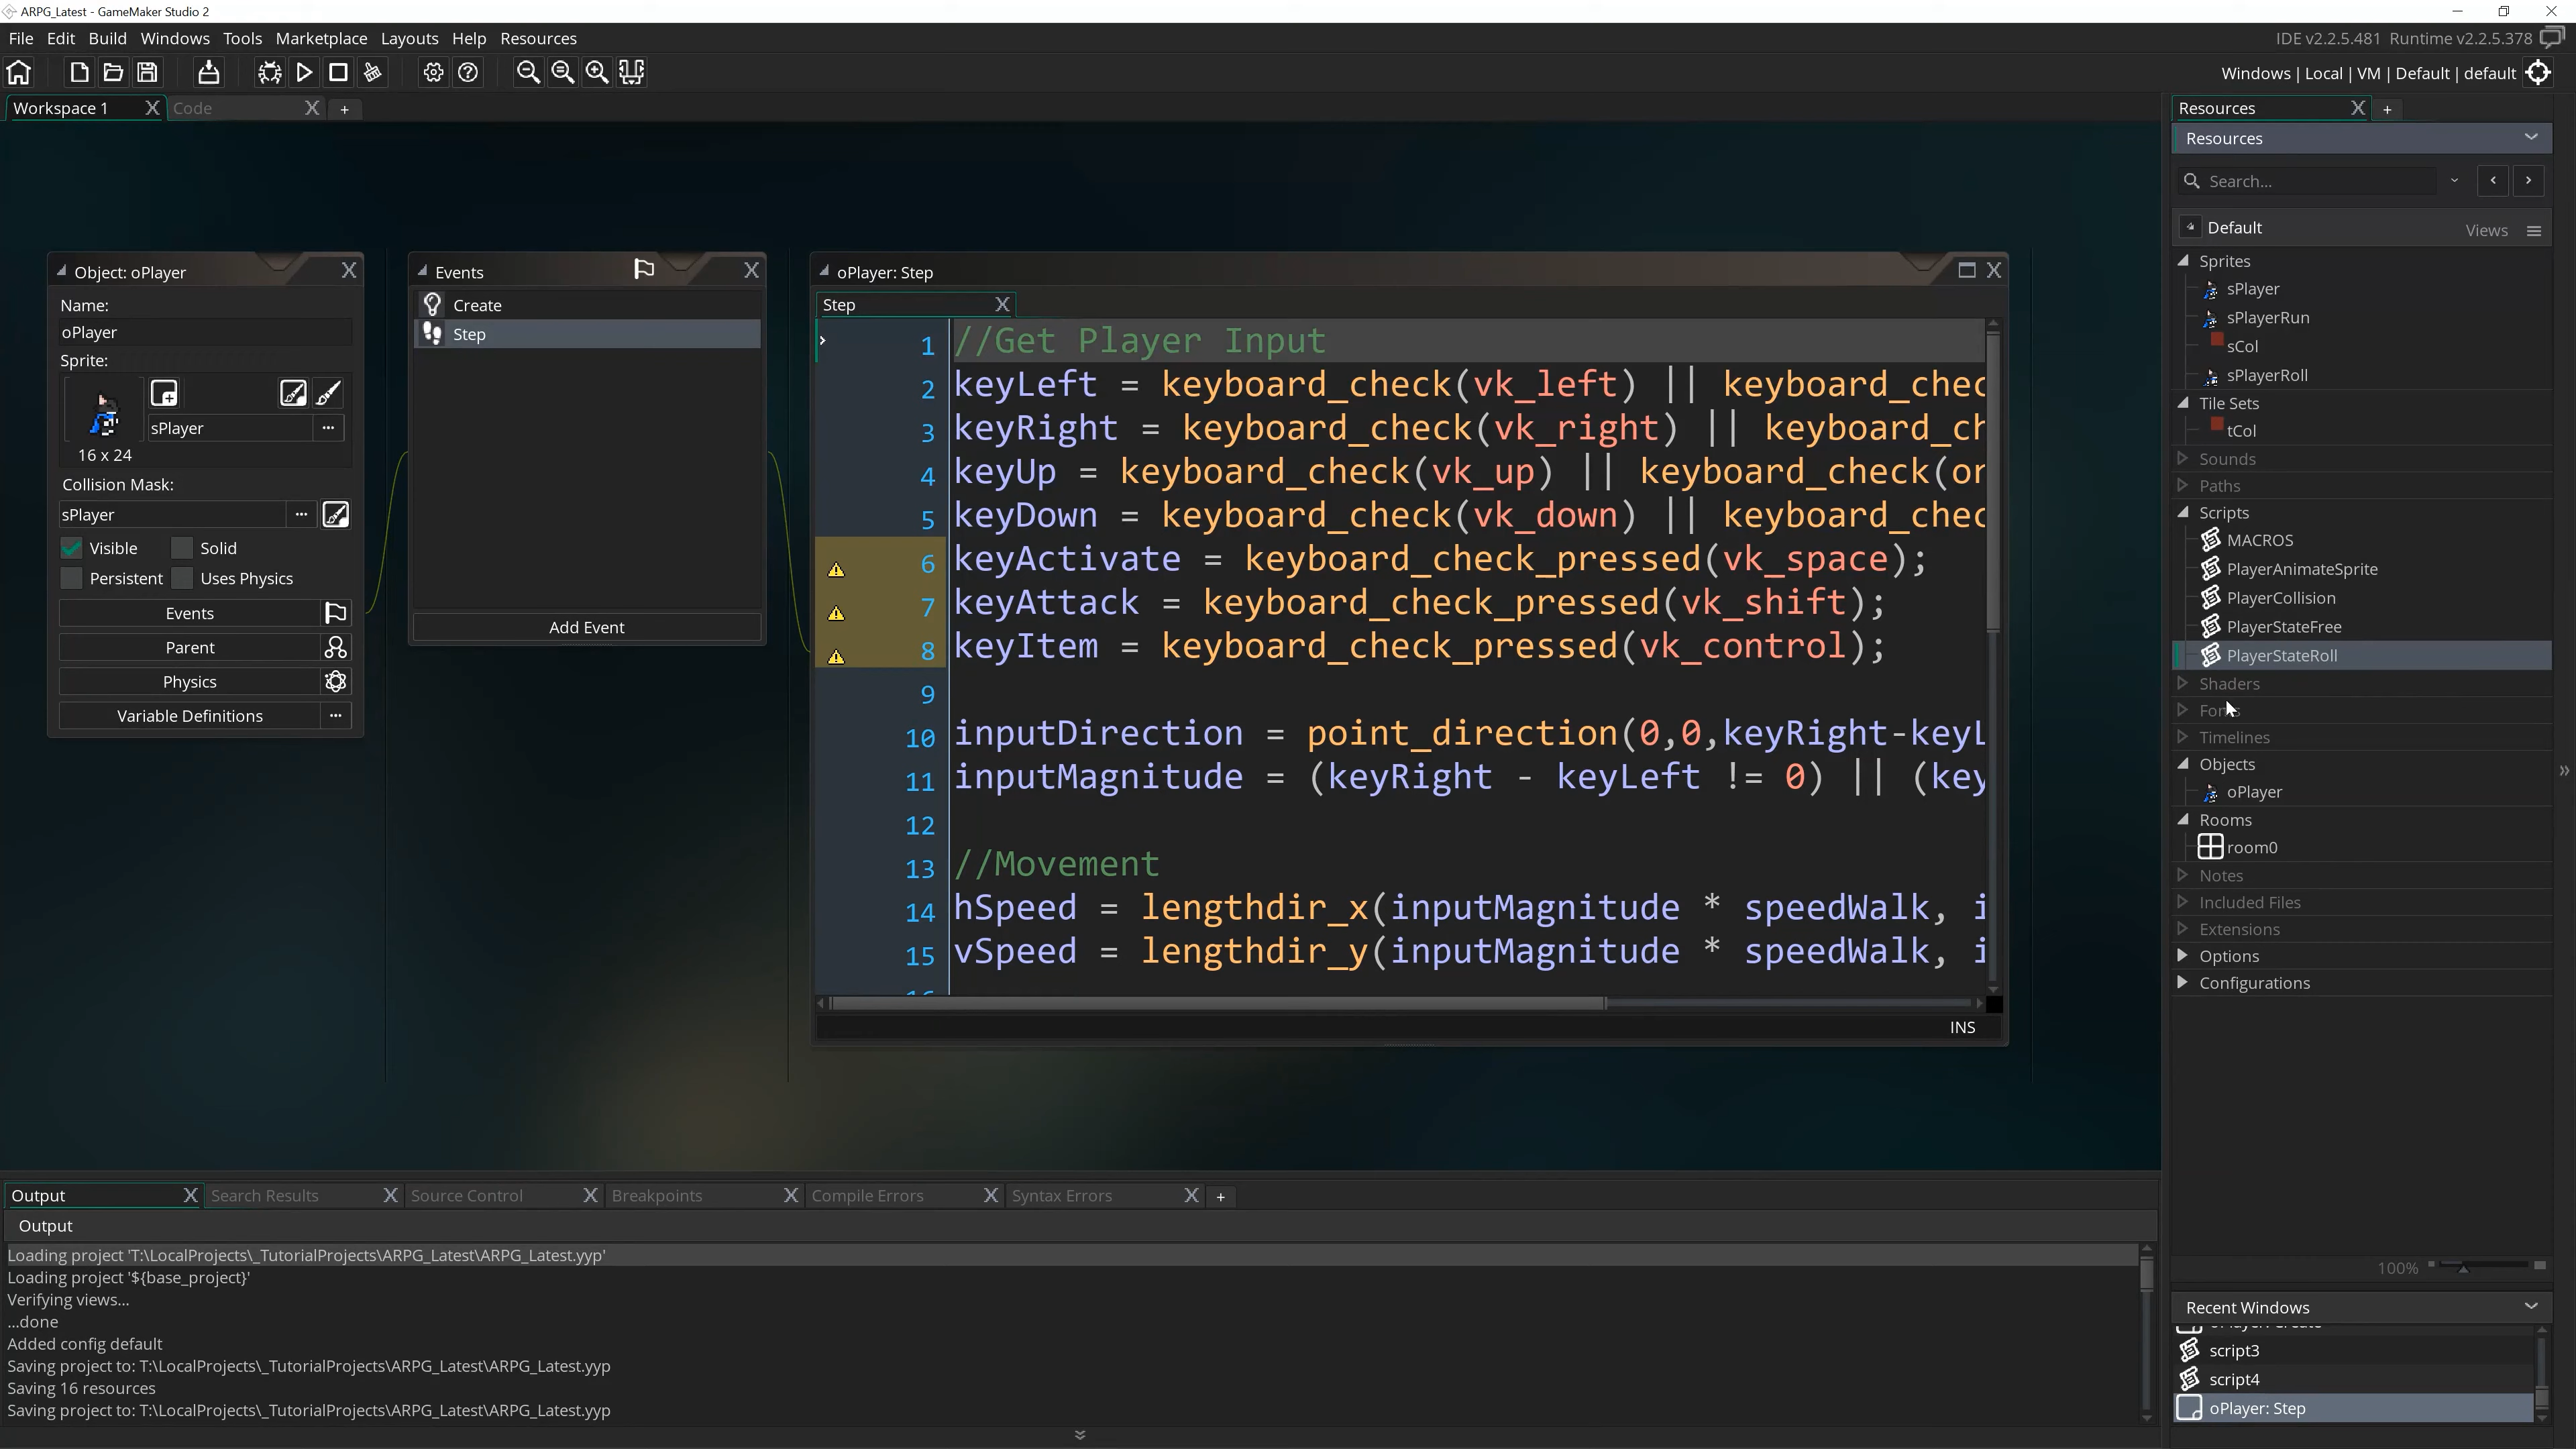 ARPG_Latest - GameMaker Studio 2
File Edit Build Windows Tools Marketplace Layouts Help Resources
IDE v2.2.5.481 Runtime v2.2.5.378
Windows | Local | VM | Default | default
Workspace 1
Code
Resources
Resources
Search...
Default
Views
Sprites
sPlayer
sPlayerRun
sCol
sPlayerRoll
Tile Sets
tCol
Sounds
Paths
Scripts
MACROS
PlayerAnimateSprite
PlayerCollision
PlayerStateFree
PlayerStateRoll
Shaders
Timelines
Objects
oPlayer
Rooms
room0
Notes
Included Files
Extensions
Options
Configurations
100%
Recent Windows
script3
script4
oPlayer: Step
Object: oPlayer
Name:
oPlayer
Sprite:
sPlayer
16 x 24
Collision Mask:
sPlayer
Visible
Solid
Persistent
Uses Physics
Events
Parent
Physics
Variable Definitions
Events
Create
Step
Add Event
oPlayer: Step
Step
1 //Get Player Input
2 keyLeft = keyboard_check(vk_left) || keyboard_chec
3 keyRight = keyboard_check(vk_right) || keyboard_ch
4 keyUp = keyboard_check(vk_up) || keyboard_check(or
5 keyDown = keyboard_check(vk_down) || keyboard_chec
6 keyActivate = keyboard_check_pressed(vk_space);
7 keyAttack = keyboard_check_pressed(vk_shift);
8 keyItem = keyboard_check_pressed(vk_control);
9
10 inputDirection = point_direction(0,0,keyRight-keyL
11 inputMagnitude = (keyRight - keyLeft != 0) || (key
12
13 //Movement
14 hSpeed = lengthdir_x(inputMagnitude * speedWalk, i
15 vSpeed = lengthdir_y(inputMagnitude * speedWalk, i
INS
Output
Search Results
Source Control
Breakpoints
Compile Errors
Syntax Errors
Output
Loading project 'T:\LocalProjects\_TutorialProjects\ARPG_Latest\ARPG_Latest.yyp'
Loading project '${base_project}'
Verifying views...
...done
Added config default
Saving project to: T:\LocalProjects\_TutorialProjects\ARPG_Latest\ARPG_Latest.yyp
Saving 16 resources
Saving project to: T:\LocalProjects\_TutorialProjects\ARPG_Latest\ARPG_Latest.yyp